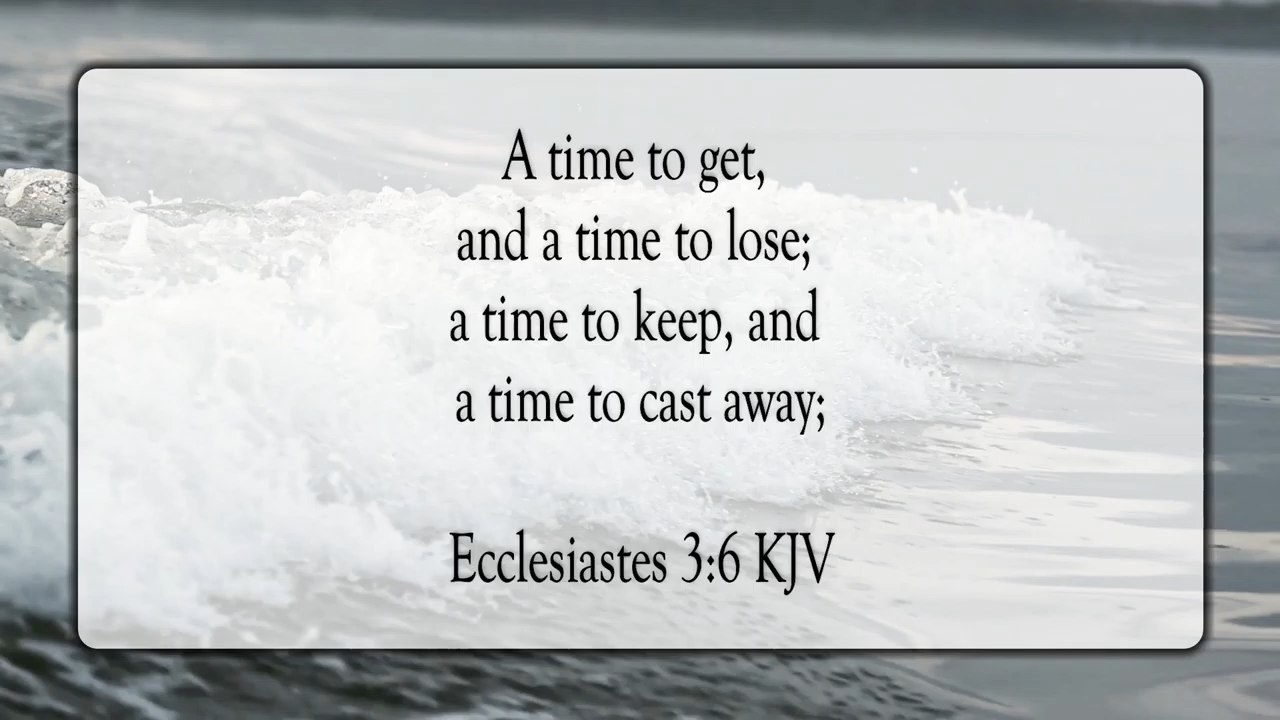 A time to get,
and a time to lose;
a time to keep, and
a time to cast away;
Ecclesiastes 3:6 KJV